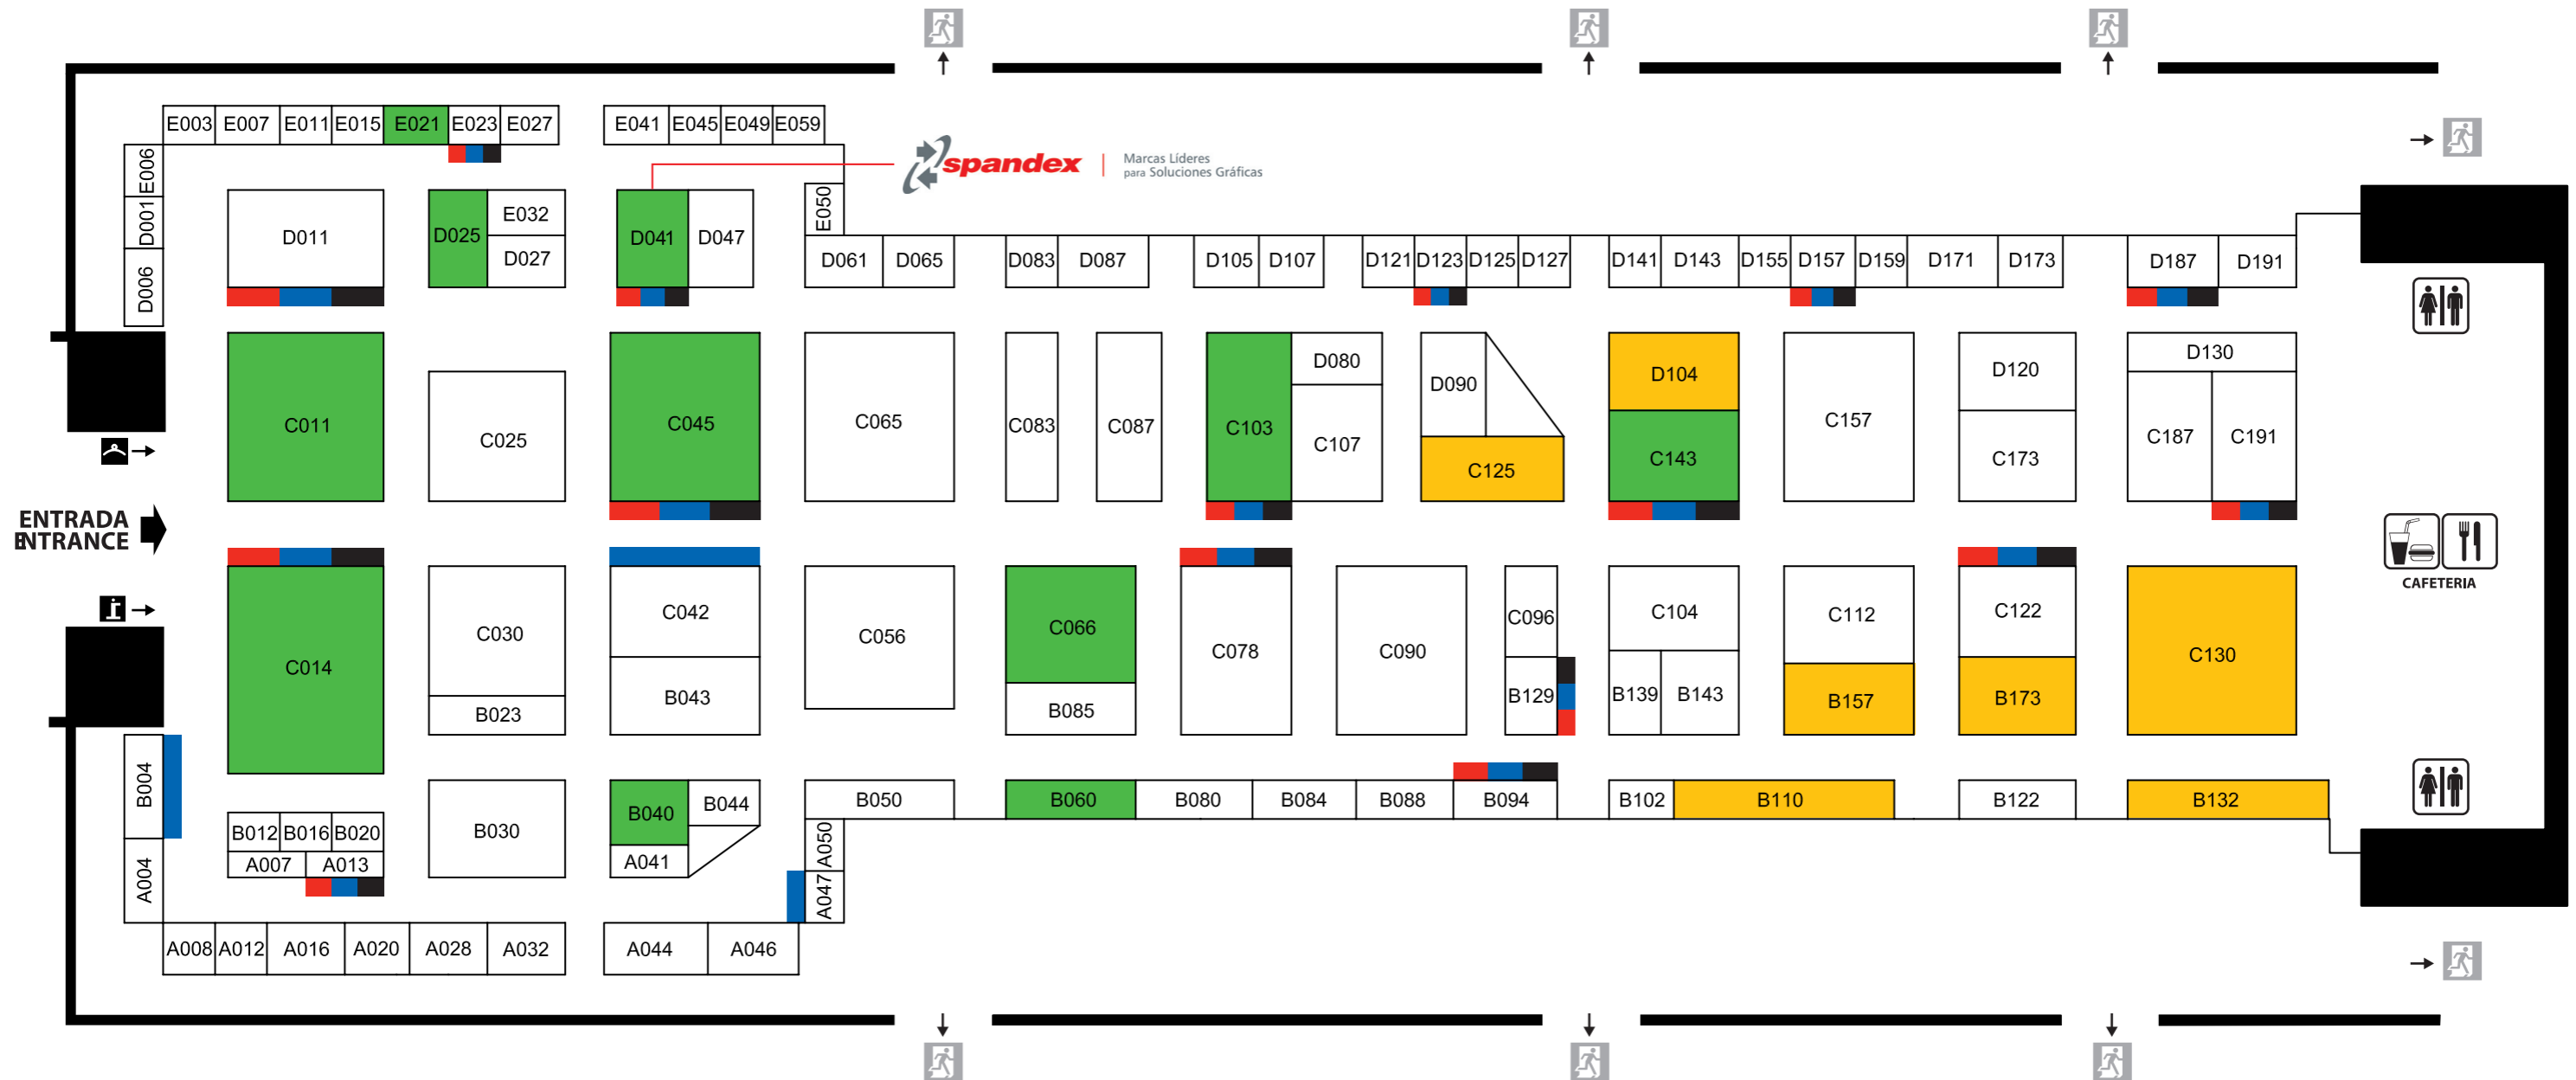 E003 E007 E011 E015 E021 E023 E027 E041 E045 E049 E059
spandex
Marcas Líderes
para Soluciones Gráficas
E006
D001
D006
D011 D025 E032 D041 D047 E050
D027
D061 D065 D083 D087 D105 D107 D121 D123 D125 D127 D141 D143 D155 D157 D159 D171 D173 D187 D191
C011 C025 C045 C065 C083 C087 C103 D080 D090 D104 C157 D120 D130
C107 C125 C143 C173 C187 C191
ENTRADA
ENTRANCE
CAFETERIA
C014 C030 C042 C056 C066 C078 C090 C096 C104 C112 C122 C130
B023 B043 B085 B129 B139 B143 B157 B173
B004
A004
B012 B016 B020 B030 B040 B044 B050 B060 B080 B084 B088 B094 B102 B110 B122 B132
A007 A013 A041
A050
A047
A008 A012 A016 A020 A028 A032 A044 A046